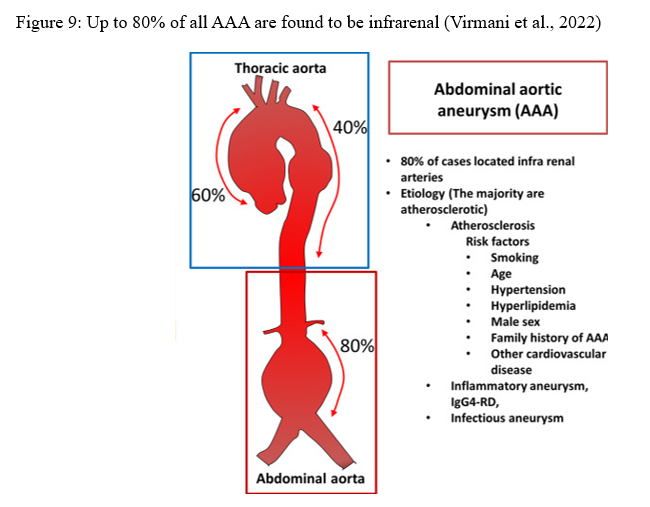 Figure 9: Up to 80% of all AAA are found to be infrarenal (Virmani et al., 2022)
Thoracic aorta
40%
60%
80%
Abdominal aorta
Abdominal aortic
aneurysm (AAA)
• 80% of cases located infra renal
arteries
• Etiology (The majority are
atherosclerotic)
• Atherosclerosis
Risk factors
• Smoking
• Age
• Hypertension
• Hyperlipidemia
• Male sex
• Family history of AAA
• Other cardiovascular
disease
• Inflammatory aneurysm,
IgG4-RD,
• Infectious aneurysm